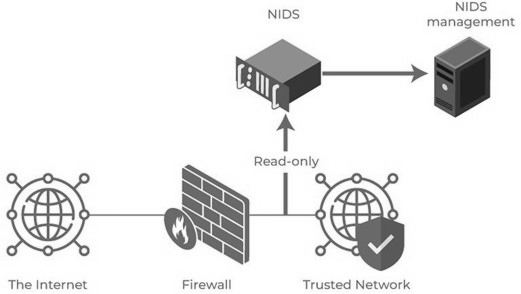 NIDS
NIDS
management
Read-only
The Internet
Firewall
Trusted Network